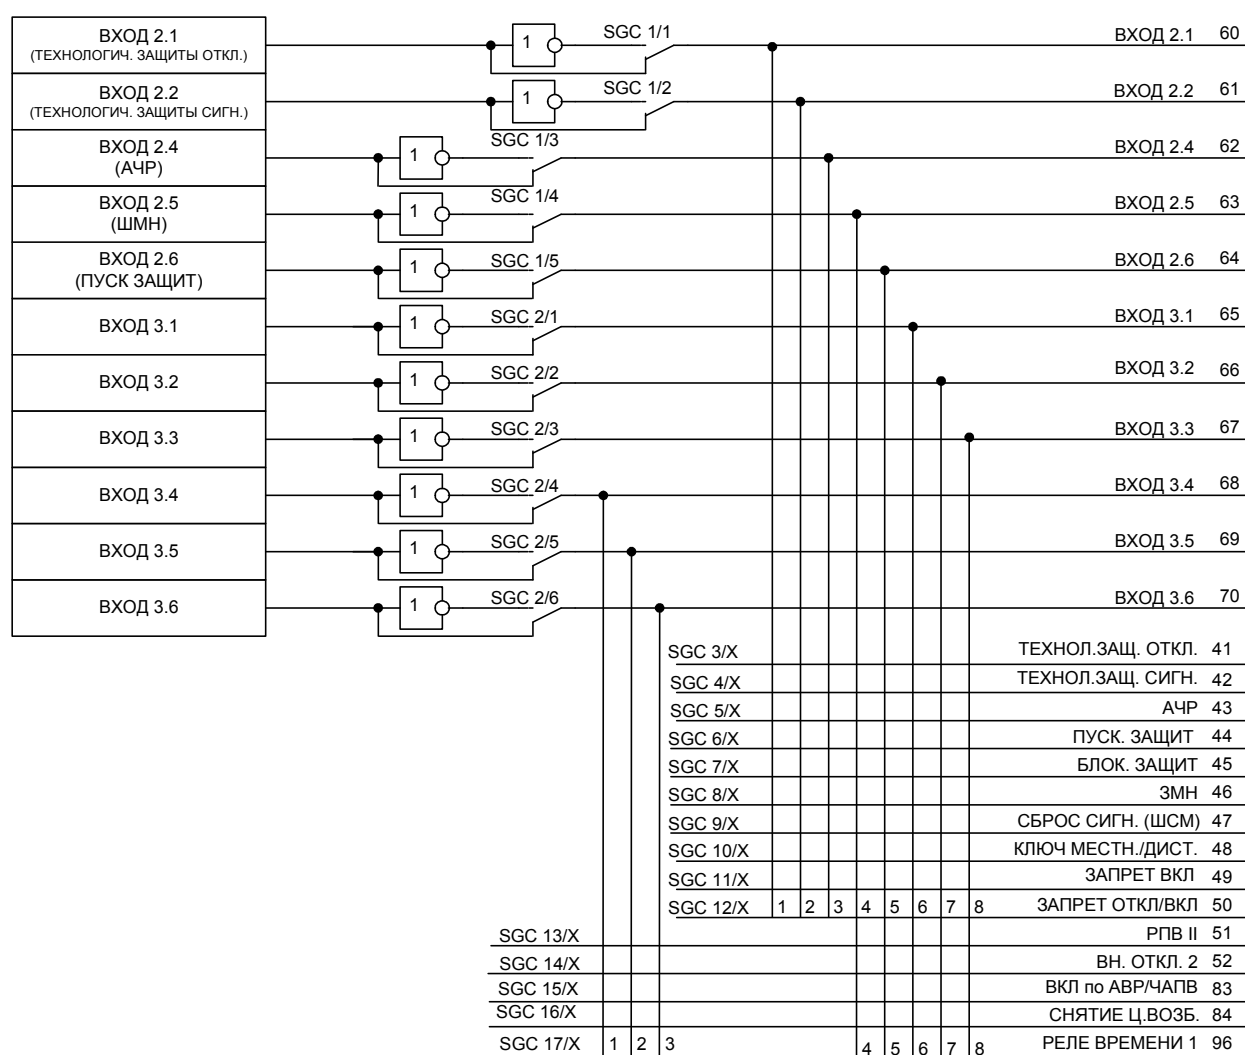 ВХОД 2.1
(ТЕХНОЛОГИЧ. ЗАЩИТЫ ОТКЛ.)
1
SGC 1/1
ВХОД 2.1 60
ВХОД 2.2
(ТЕХНОЛОГИЧ. ЗАЩИТЫ СИГН.)
1
SGC 1/2
ВХОД 2.2 61
ВХОД 2.4
(АЧР)
1
SGC 1/3
ВХОД 2.4 62
ВХОД 2.5
(ШМН)
1
SGC 1/4
ВХОД 2.5 63
ВХОД 2.6
(ПУСК ЗАЩИТ)
1
SGC 1/5
ВХОД 2.6 64
ВХОД 3.1
1
SGC 2/1
ВХОД 3.1 65
ВХОД 3.2
1
SGC 2/2
ВХОД 3.2 66
ВХОД 3.3
1
SGC 2/3
ВХОД 3.3 67
ВХОД 3.4
1
SGC 2/4
ВХОД 3.4 68
ВХОД 3.5
1
SGC 2/5
ВХОД 3.5 69
ВХОД 3.6
1
SGC 2/6
ВХОД 3.6 70
SGC 3/X ТЕХНОЛ.ЗАЩ. ОТКЛ. 41
SGC 4/X ТЕХНОЛ.ЗАЩ. СИГН. 42
SGC 5/X АЧР 43
SGC 6/X ПУСК. ЗАЩИТ 44
SGC 7/X БЛОК. ЗАЩИТ 45
SGC 8/X ЗМН 46
SGC 9/X СБРОС СИГН. (ШСМ) 47
SGC 10/X КЛЮЧ МЕСТН./ДИСТ. 48
SGC 11/X ЗАПРЕТ ВКЛ 49
SGC 12/X 1 2 3 4 5 6 7 8 ЗАПРЕТ ОТКЛ/ВКЛ 50
SGC 13/X РПВ II 51
SGC 14/X ВН. ОТКЛ. 2 52
SGC 15/X ВКЛ по АВР/ЧАПВ 83
SGC 16/X СНЯТИЕ Ц.ВОЗБ. 84
SGC 17/X 1 2 3 4 5 6 7 8 РЕЛЕ ВРЕМЕНИ 1 96